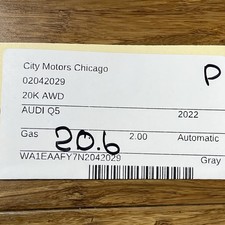 City Motors Chicago
P
02042029
20K AWD
AUDI Q5 2022
Gas 20.6 2.00 Automatic
WA1EAAFY7N2042029
Gray